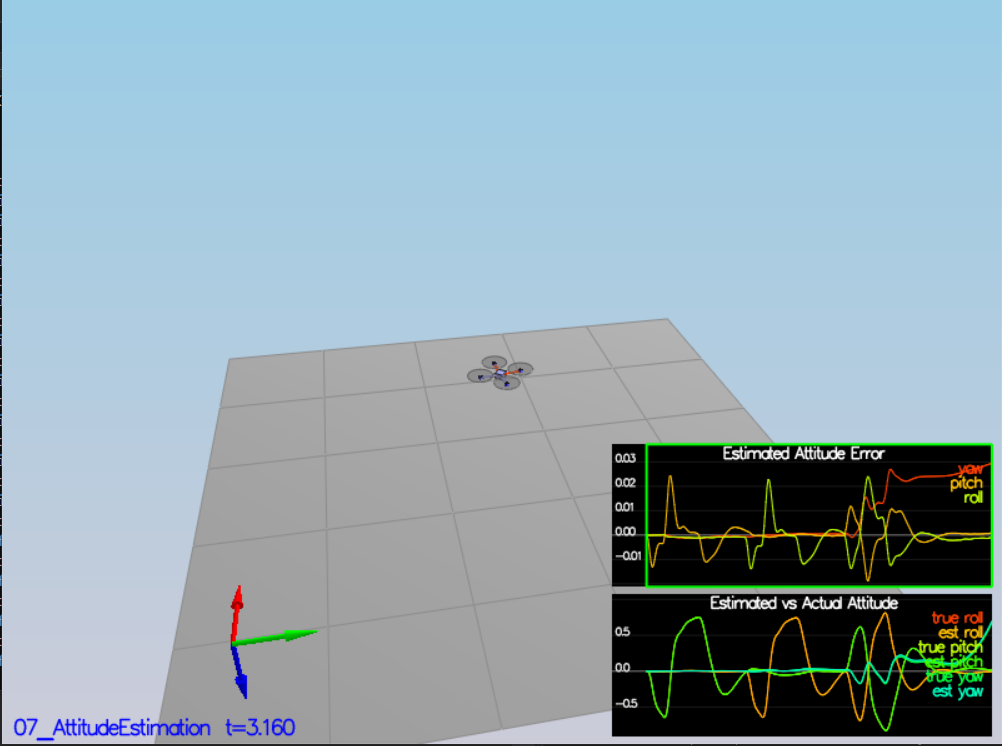 Estimated Attitude Error
0.03
yaw
0.02
pitch
roll
0.01
0.00
-0.01
Estimated vs Actual Attitude
true roll
0.5
est roll
true pitch
est pitch
0.0
true yaw
est yaw
-0.5
07_AttitudeEstimation t=3.160